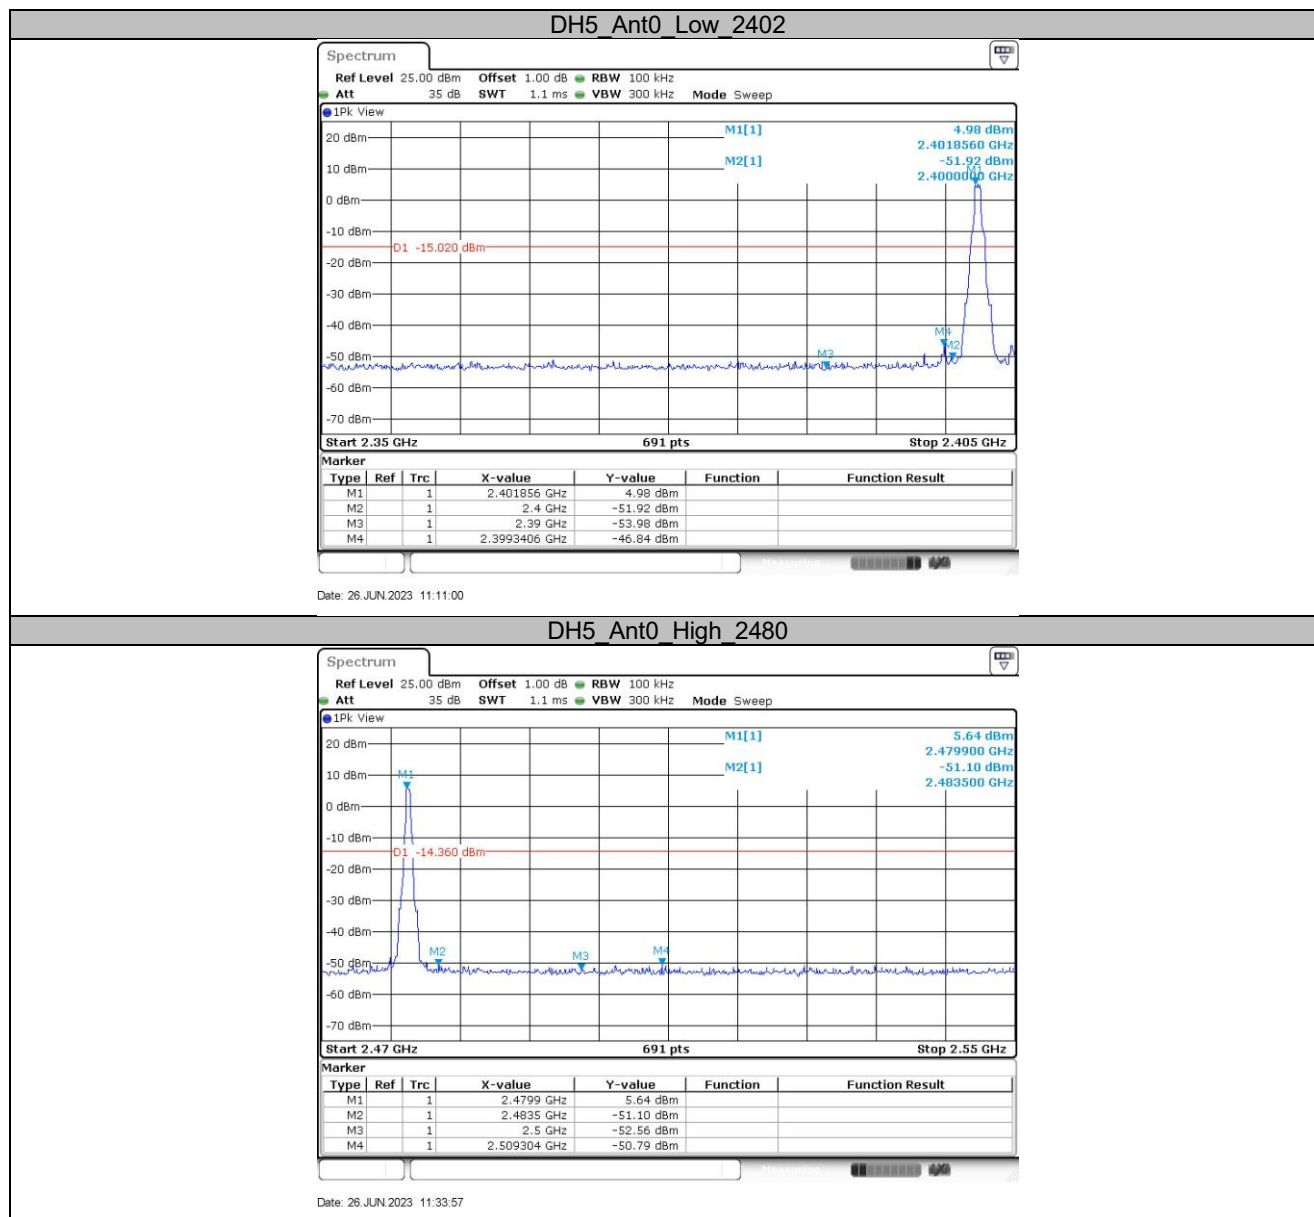 DH5_Ant0_Low_2402
Spectrum
Ref Level 25.00 dBm Offset 1.00 dB RBW 100 kHz
Att 35 dB SWT 1.1 ms VBW 300 kHz Mode Sweep
1Pk View
M1[1] 4.98 dBm
2.4018560 GHz
M2[1] -51.92 dBm
2.4000000 GHz
20 dBm
10 dBm
M1
0 dBm
-10 dBm
D1 -15.020 dBm
-20 dBm
-30 dBm
-40 dBm
M4
M2
M3
-50 dBm
-60 dBm
-70 dBm
Start 2.35 GHz 691 pts Stop 2.405 GHz
Marker
Type Ref Trc X-value Y-value Function Function Result
M1 1 2.401856 GHz 4.98 dBm
M2 1 2.4 GHz -51.92 dBm
M3 1 2.39 GHz -53.98 dBm
M4 1 2.3993406 GHz -46.84 dBm
Measuring...
Date: 26.JUN.2023 11:11:00
DH5_Ant0_High_2480
Spectrum
Ref Level 25.00 dBm Offset 1.00 dB RBW 100 kHz
Att 35 dB SWT 1.1 ms VBW 300 kHz Mode Sweep
1Pk View
M1[1] 5.64 dBm
2.479900 GHz
M2[1] -51.10 dBm
2.483500 GHz
20 dBm
10 dBm
M1
0 dBm
-10 dBm
D1 -14.360 dBm
-20 dBm
-30 dBm
-40 dBm
M2 M3 M4
-50 dBm
-60 dBm
-70 dBm
Start 2.47 GHz 691 pts Stop 2.55 GHz
Marker
Type Ref Trc X-value Y-value Function Function Result
M1 1 2.4799 GHz 5.64 dBm
M2 1 2.4835 GHz -51.10 dBm
M3 1 2.5 GHz -52.56 dBm
M4 1 2.509304 GHz -50.79 dBm
Measuring...
Date: 26.JUN.2023 11:33:57